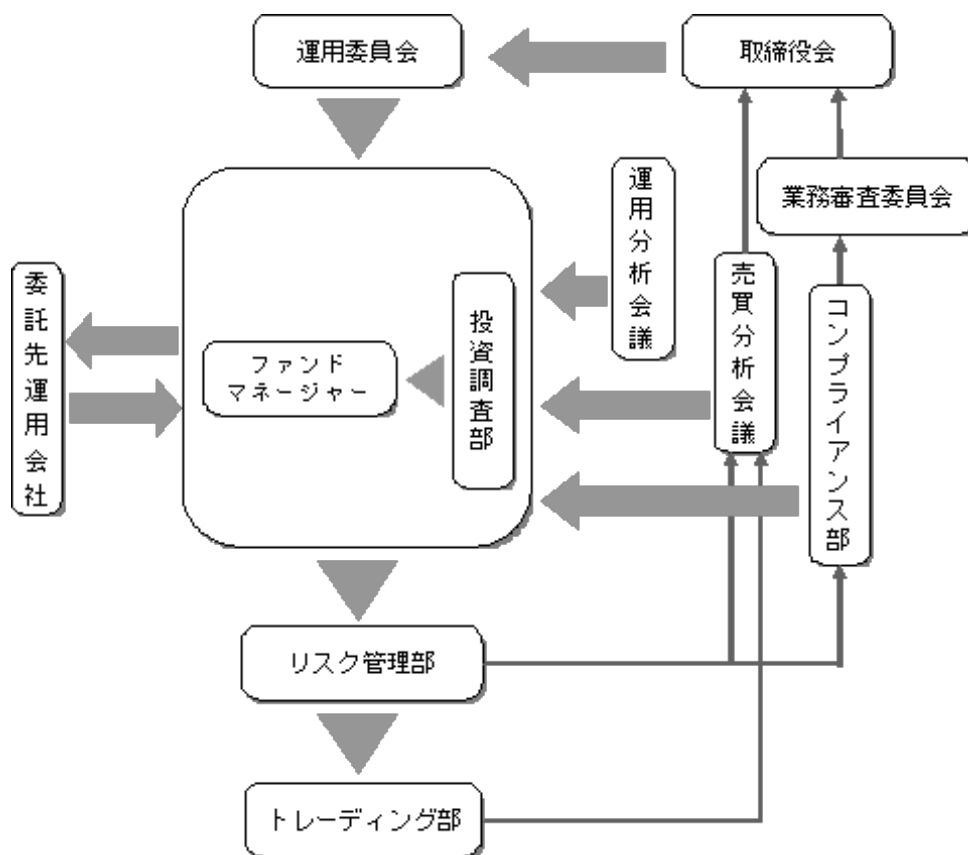 運用委員会
取締役会
運用分析会議
業務審査委員会
売買分析会議
コンプライアンス部
委託先運用会社
投資調査部
ファンド
マネージャー
リスク管理部
トレーディング部